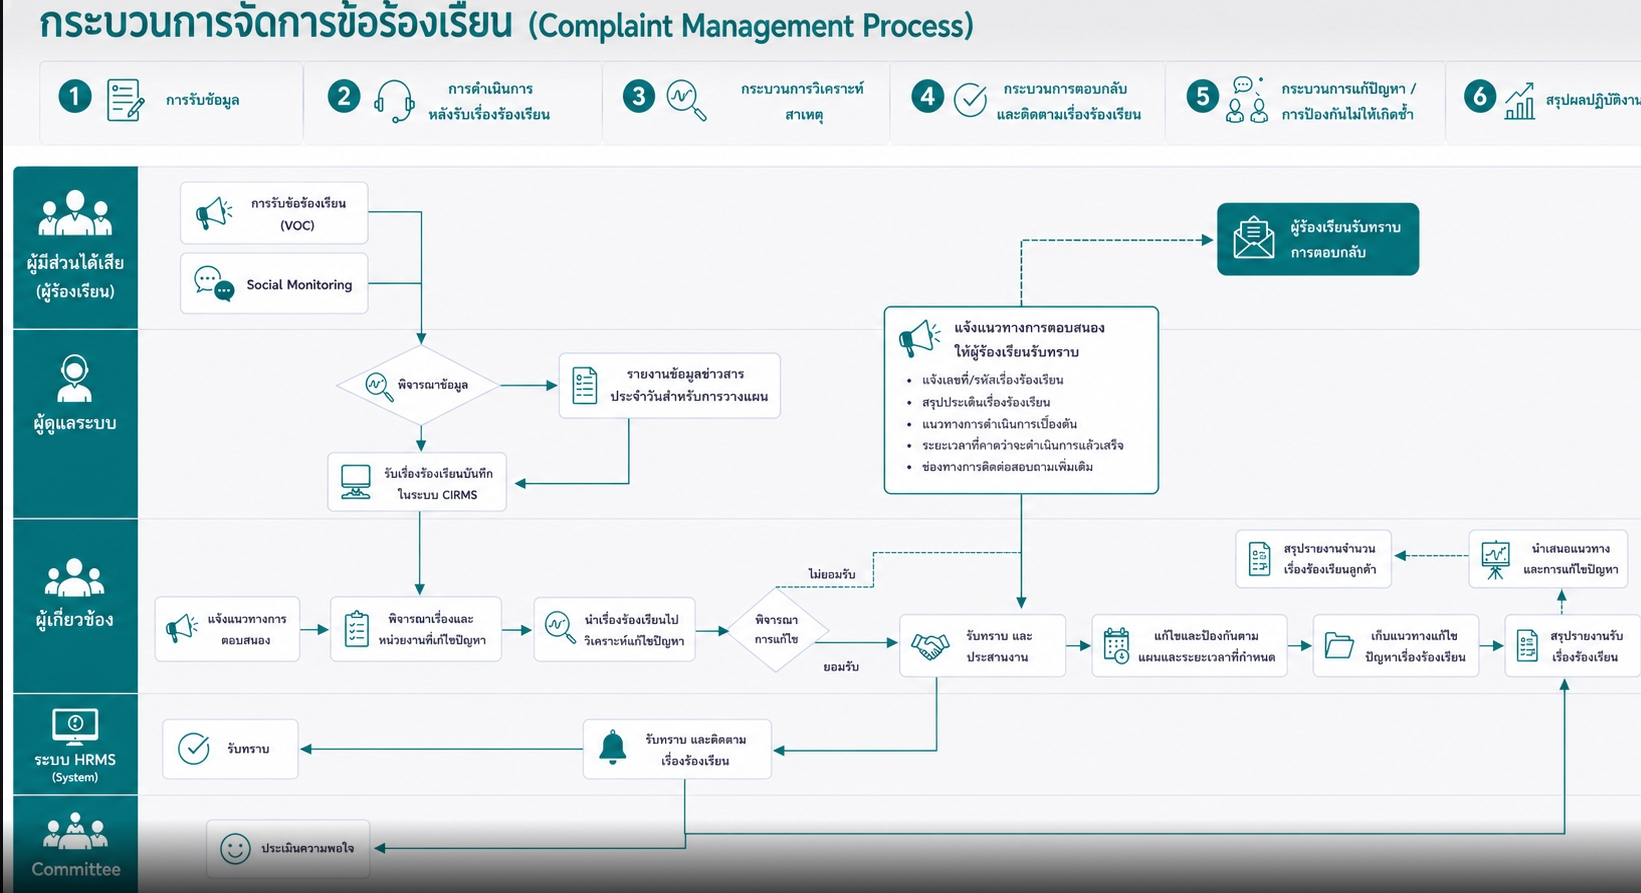 กระบวนการจัดการข้อร้องเรียน (Complaint Management Process)
1
การรับข้อมูล
2
การดำเนินการ
หลังรับเรื่องร้องเรียน
3
กระบวนการวิเคราะห์
สาเหตุ
4
กระบวนการตอบกลับ
และติดตามเรื่องร้องเรียน
5
กระบวนการแก้ปัญหา /
การป้องกันไม่ให้เกิดซ้ำ
6
สรุปผลปฏิบัติงาน
ผู้มีส่วนได้เสีย
(ผู้ร้องเรียน)
การรับข้อร้องเรียน
(VOC)
Social Monitoring
ผู้ร้องเรียนรับทราบ
การตอบกลับ
ผู้ดูแลระบบ
พิจารณาข้อมูล
รายงานข้อมูลข่าวสาร
ประจำวันสำหรับการวางแผน
รับเรื่องร้องเรียนบันทึก
ในระบบ CIRMS
แจ้งแนวทางการตอบสนอง
ให้ผู้ร้องเรียนรับทราบ
• แจ้งเลขที่/รหัสเรื่องร้องเรียน
• สรุปประเด็นเรื่องร้องเรียน
• แนวทางการดำเนินการเบื้องต้น
• ระยะเวลาที่คาดว่าจะดำเนินการแล้วเสร็จ
• ช่องทางการติดต่อสอบถามเพิ่มเติม
ผู้เกี่ยวข้อง
แจ้งแนวทางการ
ตอบสนอง
พิจารณาเรื่องและ
หน่วยงานที่แก้ไขปัญหา
นำเรื่องร้องเรียนไป
วิเคราะห์แก้ไขปัญหา
พิจารณา
การแก้ไข
ไม่ยอมรับ
ยอมรับ
รับทราบ และ
ประสานงาน
แก้ไขและป้องกันตาม
แผนและระยะเวลาที่กำหนด
เก็บแนวทางแก้ไข
ปัญหาเรื่องร้องเรียน
สรุปรายงานรับ
เรื่องร้องเรียน
นำเสนอแนวทาง
และการแก้ไขปัญหา
สรุปรายงานจำนวน
เรื่องร้องเรียนลูกค้า
ระบบ HRMS
(System)
รับทราบ
รับทราบ และติดตาม
เรื่องร้องเรียน
Committee
ประเมินความพอใจ